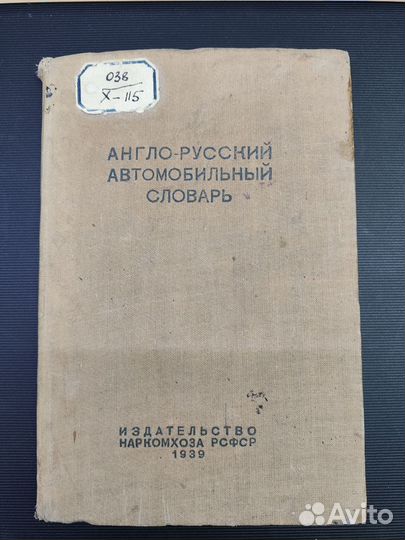 038
X-115
АНГЛО-РУССКИЙ
АВТОМОБИЛЬНЫЙ
СЛОВАРЬ
ИЗДАТЕЛЬСТВО
НАРКОМХОЗА РСФСР
1939
Avito